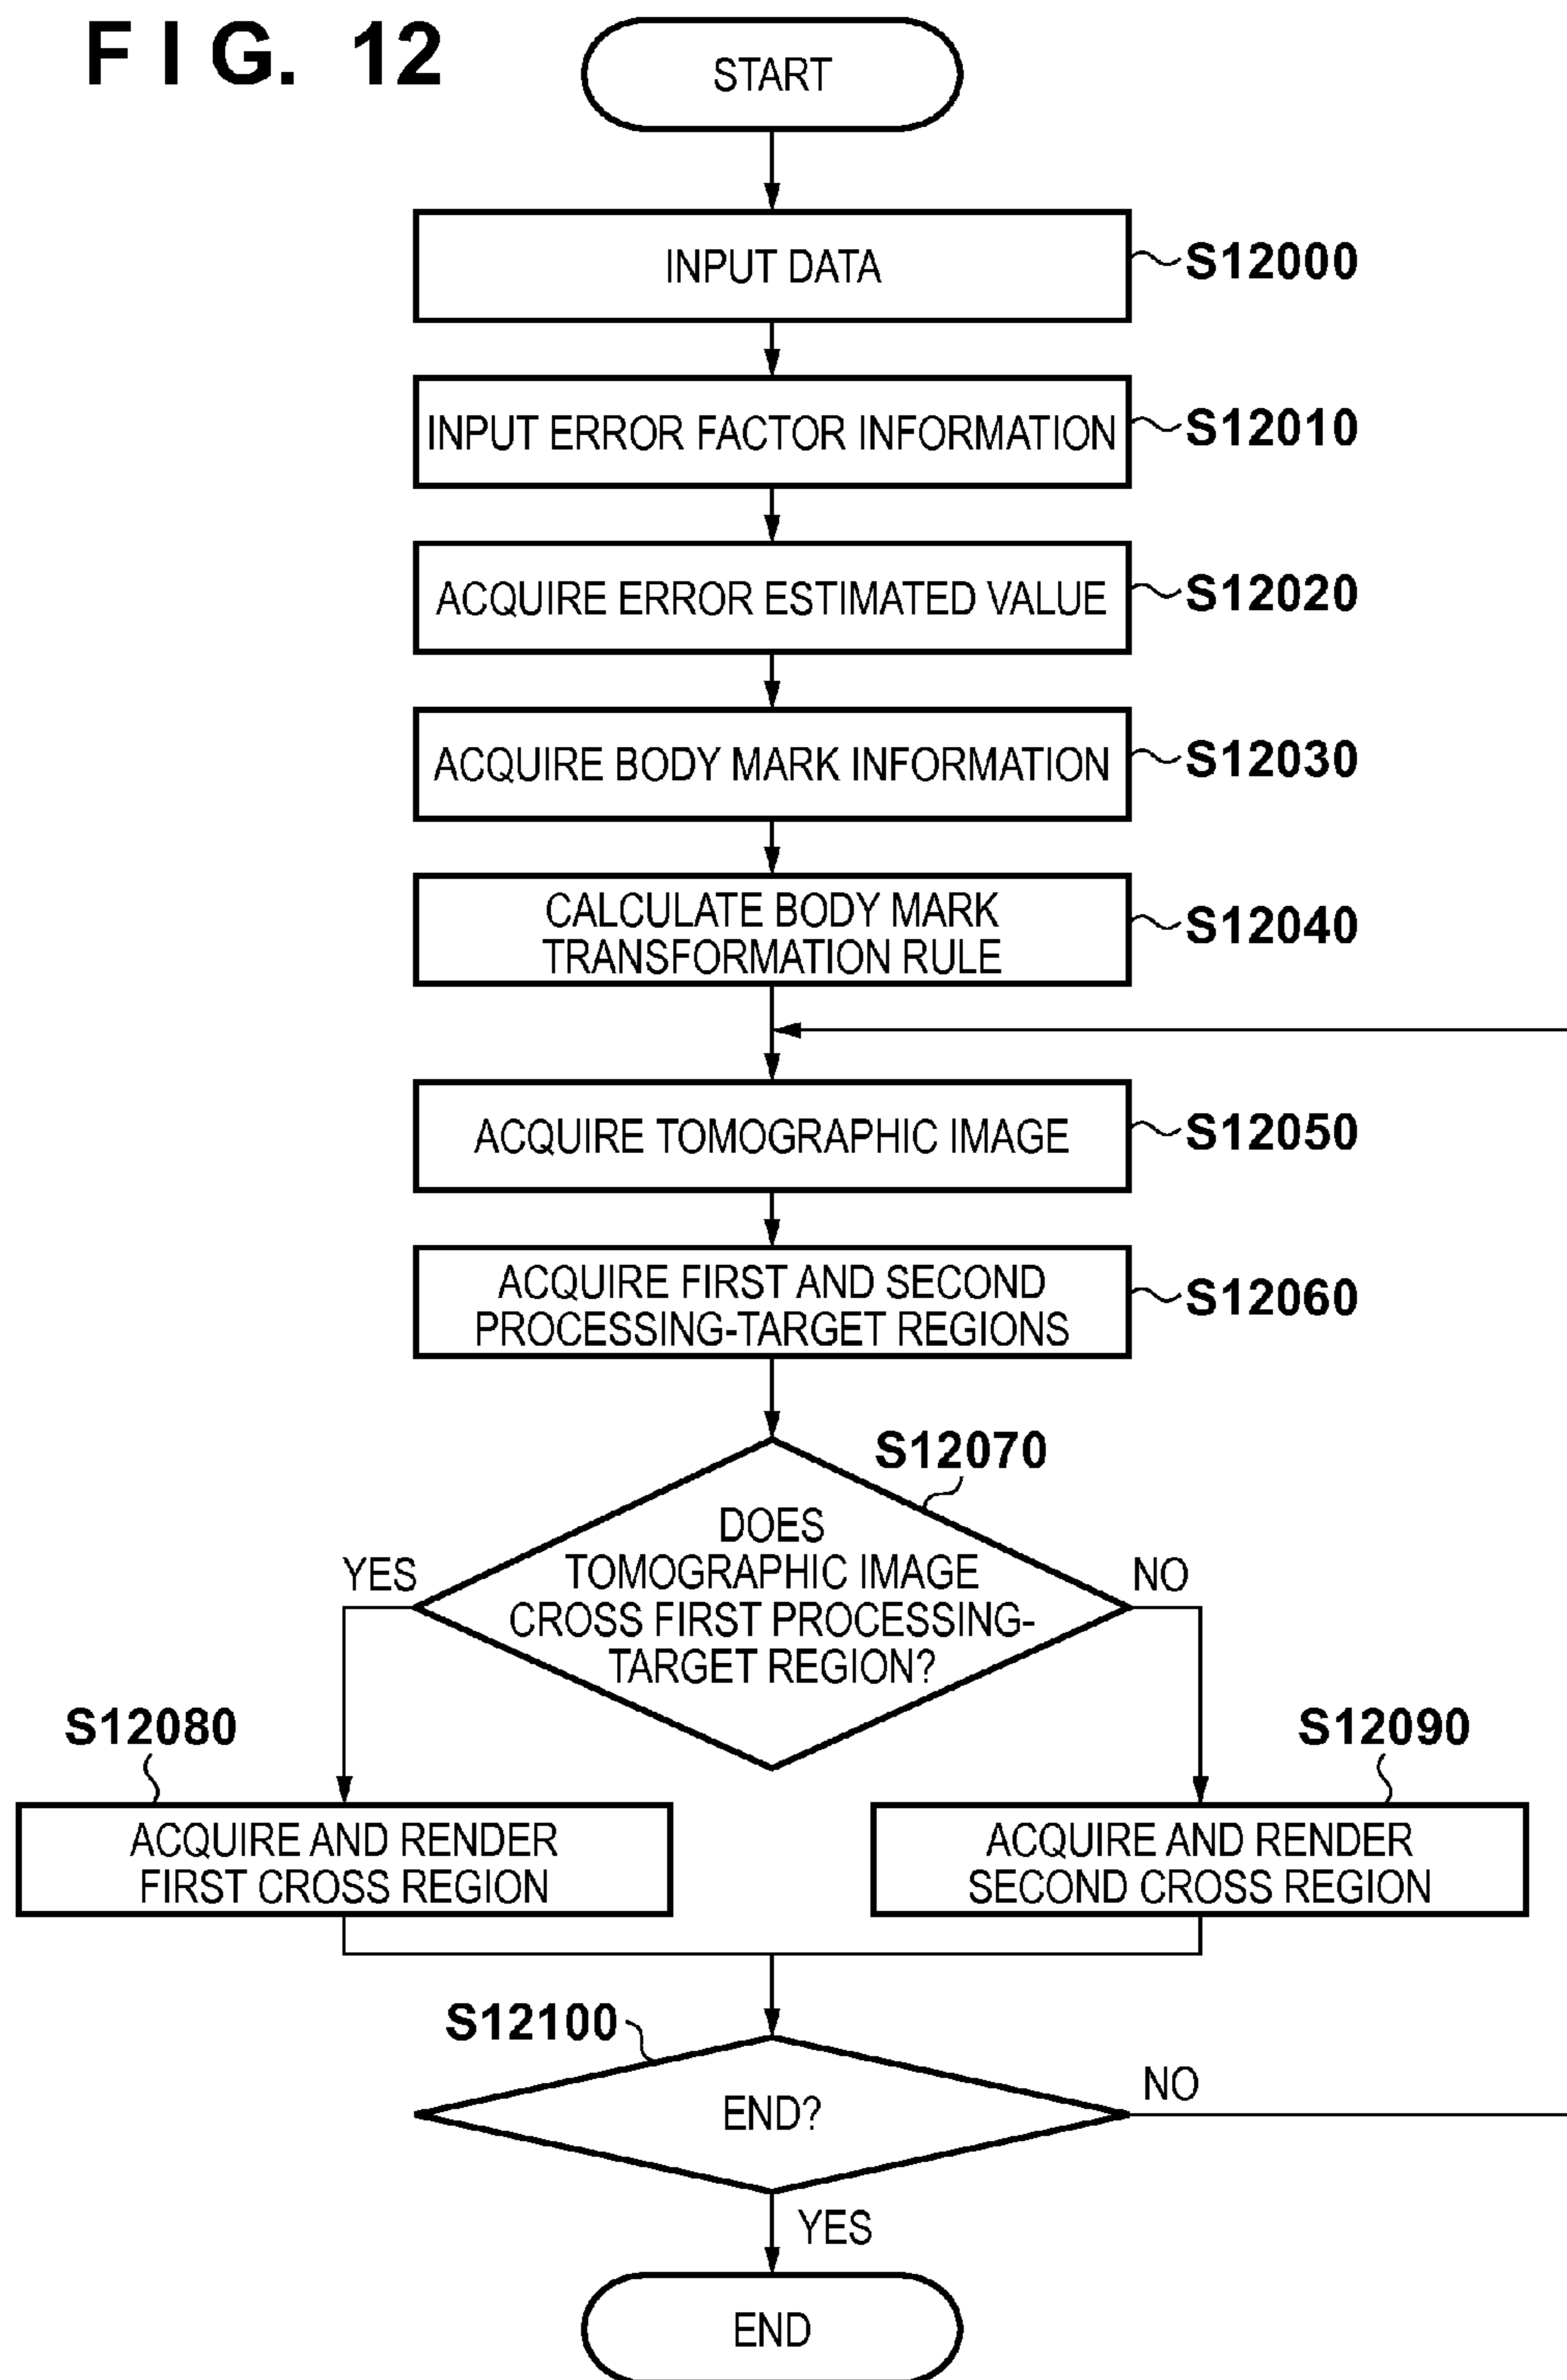 FIG. 12
START
INPUT DATA
S12000
INPUT ERROR FACTOR INFORMATION
S12010
ACQUIRE ERROR ESTIMATED VALUE
S12020
ACQUIRE BODY MARK INFORMATION
S12030
CALCULATE BODY MARK
TRANSFORMATION RULE
S12040
ACQUIRE TOMOGRAPHIC IMAGE
S12050
ACQUIRE FIRST AND SECOND
PROCESSING-TARGET REGIONS
S12060
S12070
DOES
TOMOGRAPHIC IMAGE
CROSS FIRST PROCESSING-
TARGET REGION?
YES
NO
S12080
S12090
ACQUIRE AND RENDER
FIRST CROSS REGION
ACQUIRE AND RENDER
SECOND CROSS REGION
S12100
END?
NO
YES
END